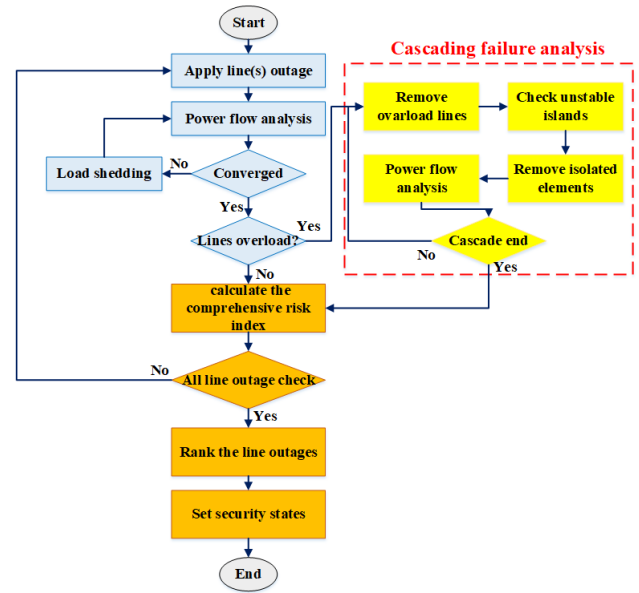 Start
Apply line(s) outage
Power flow analysis
No
Load shedding
Converged
Yes
Lines overload?
Yes
No
calculate the
comprehensive risk
index
No
All line outage check
Yes
Rank the line outages
Set security states
End
Cascading failure analysis
Remove
ovarload lines
Check unstable
islands
Power flow
analysis
Remove isolated
elements
Cascade end
No
Yes